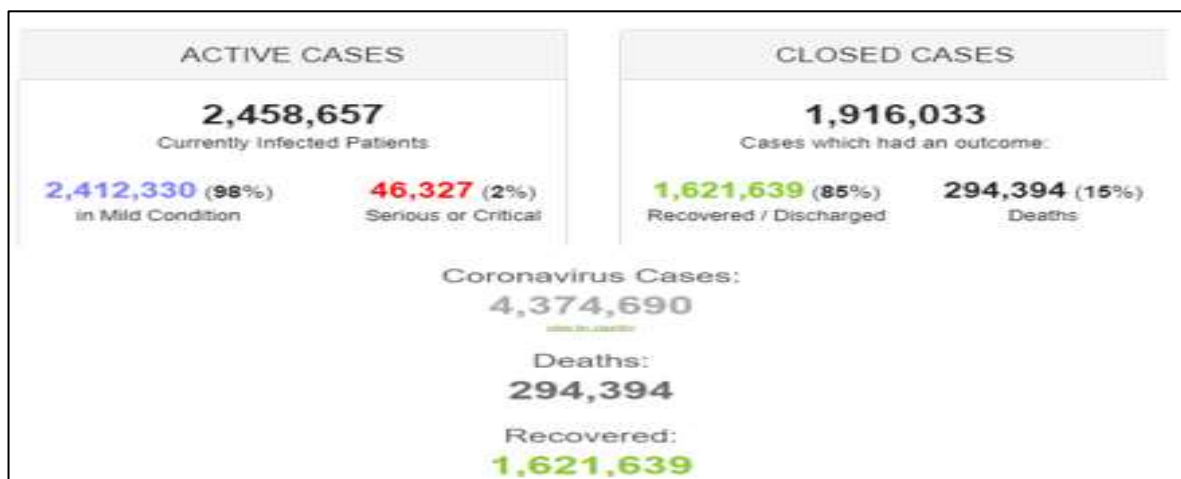 ACTIVE CASES
2,458,657
Currently Infected Patients
2,412,330 (98%)
in Mild Condition
46,327 (2%)
Serious or Critical
CLOSED CASES
1,916,033
Cases which had an outcome:
1,621,639 (85%)
Recovered / Discharged
294,394 (15%)
Deaths
Coronavirus Cases:
4,374,690
Deaths:
294,394
Recovered:
1,621,639